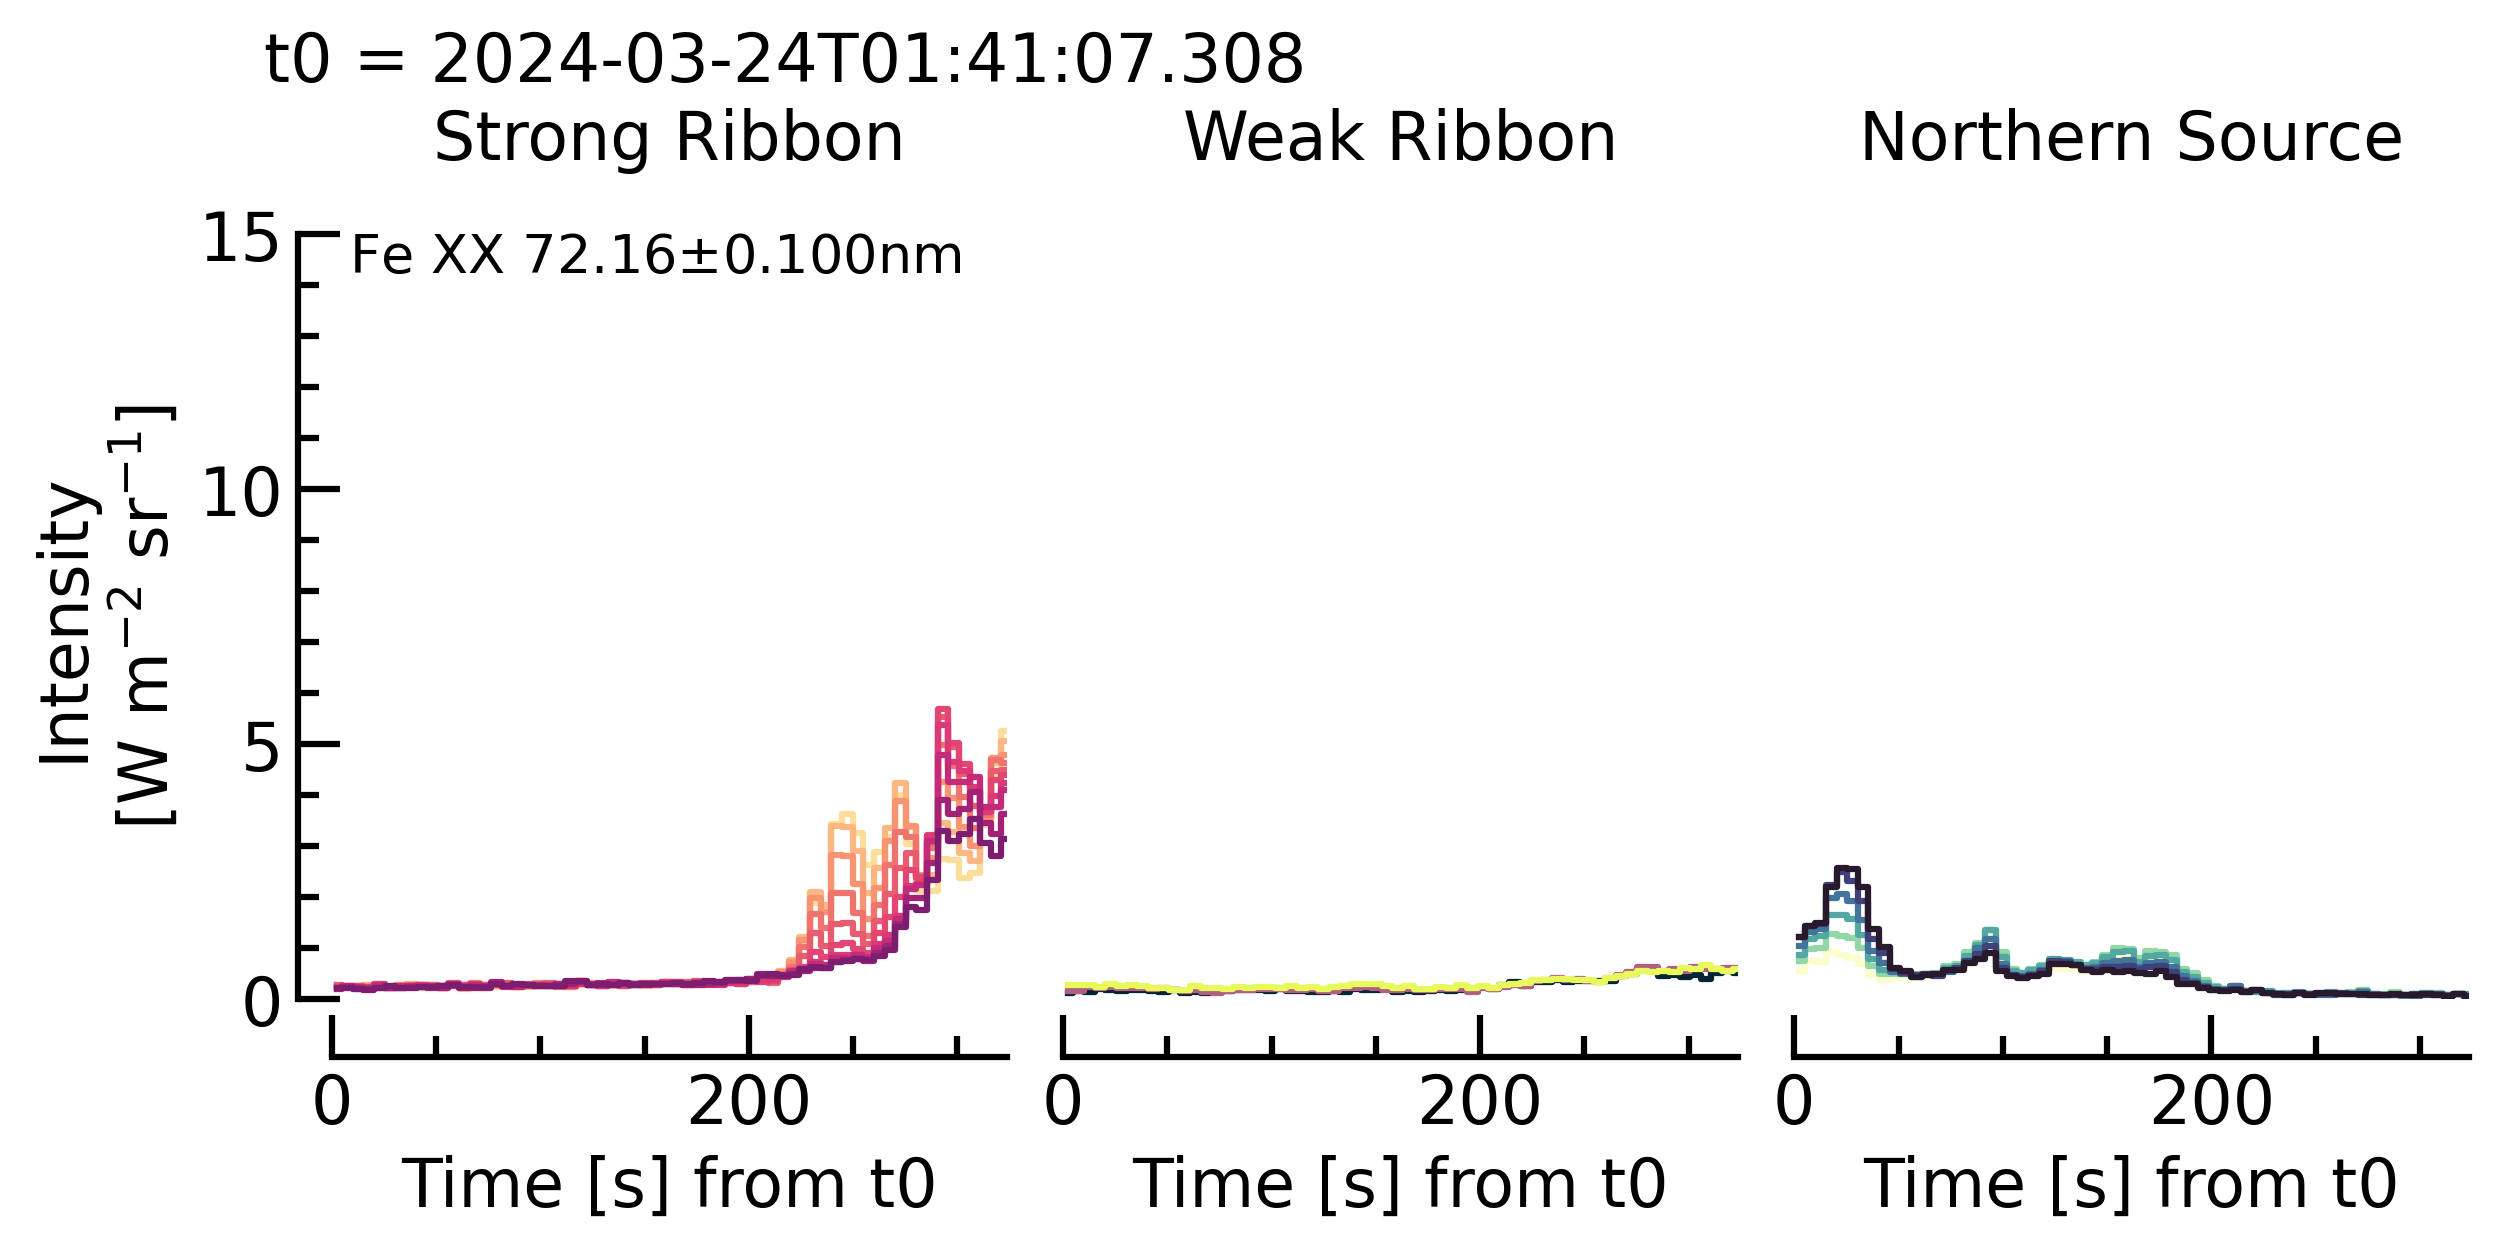 t0 = 2024-03-24T01:41:07.308
Strong Ribbon
Weak Ribbon
Northern Source
Fe XX 72.16±0.100nm
Intensity
[W m⁻² sr⁻¹]
15
10
5
0
0 200
0 200
0 200
Time [s] from t0
Time [s] from t0
Time [s] from t0